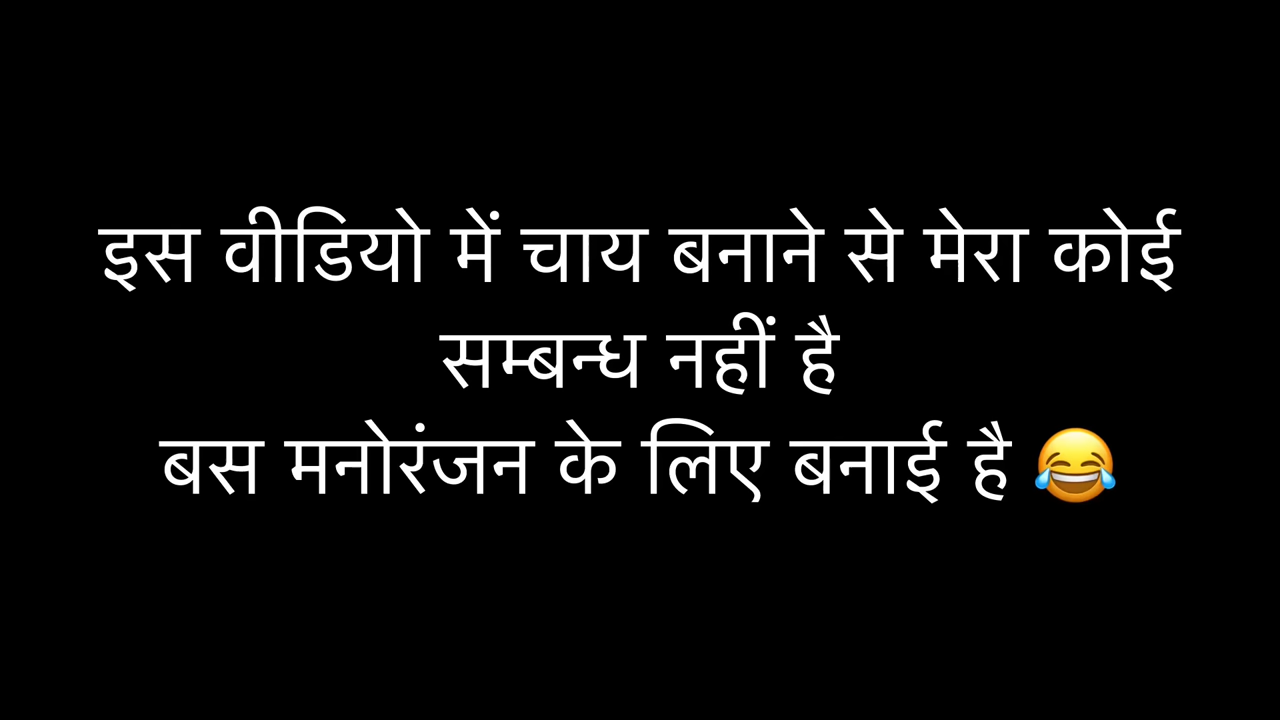 इस वीडियो में चाय बनाने से मेरा कोई
सम्बन्ध नहीं है
बस मनोरंजन के लिए बनाई है 😂